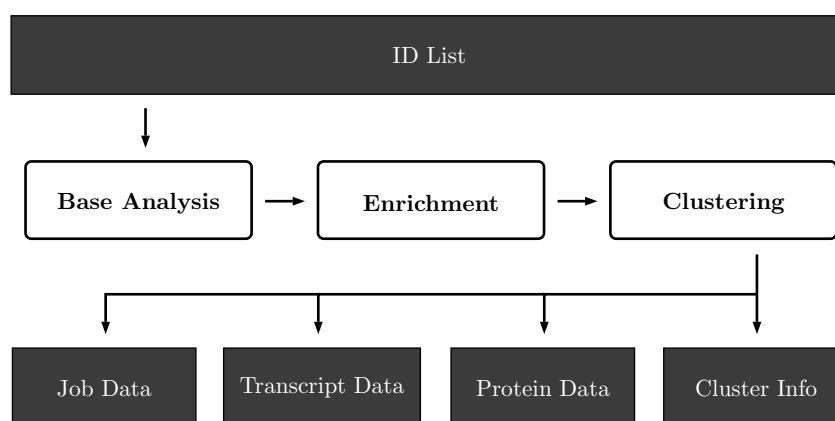 ID List
Base Analysis
Enrichment
Clustering
Job Data
Transcript Data
Protein Data
Cluster Info